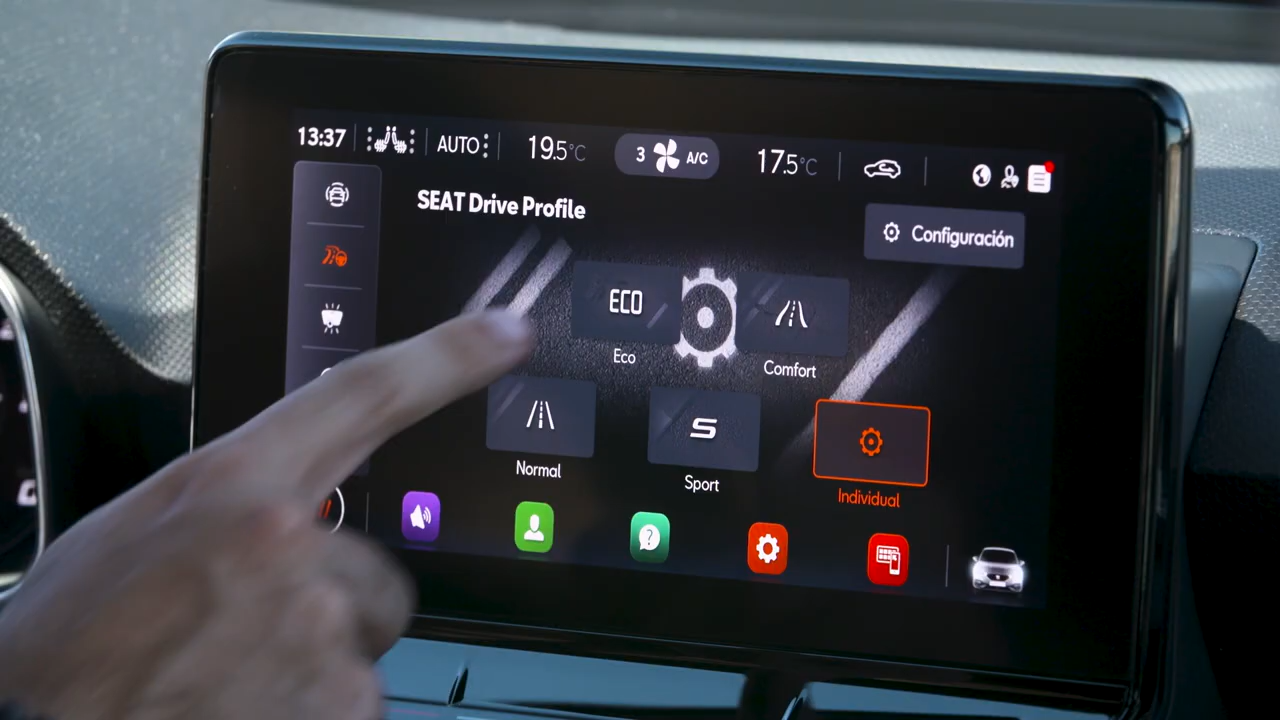 13:37 AUTO 19.5°C 3 A/C 17.5°C
SEAT Drive Profile
Configuración
ECO
Eco
Comfort
Normal
S
Sport
Individual